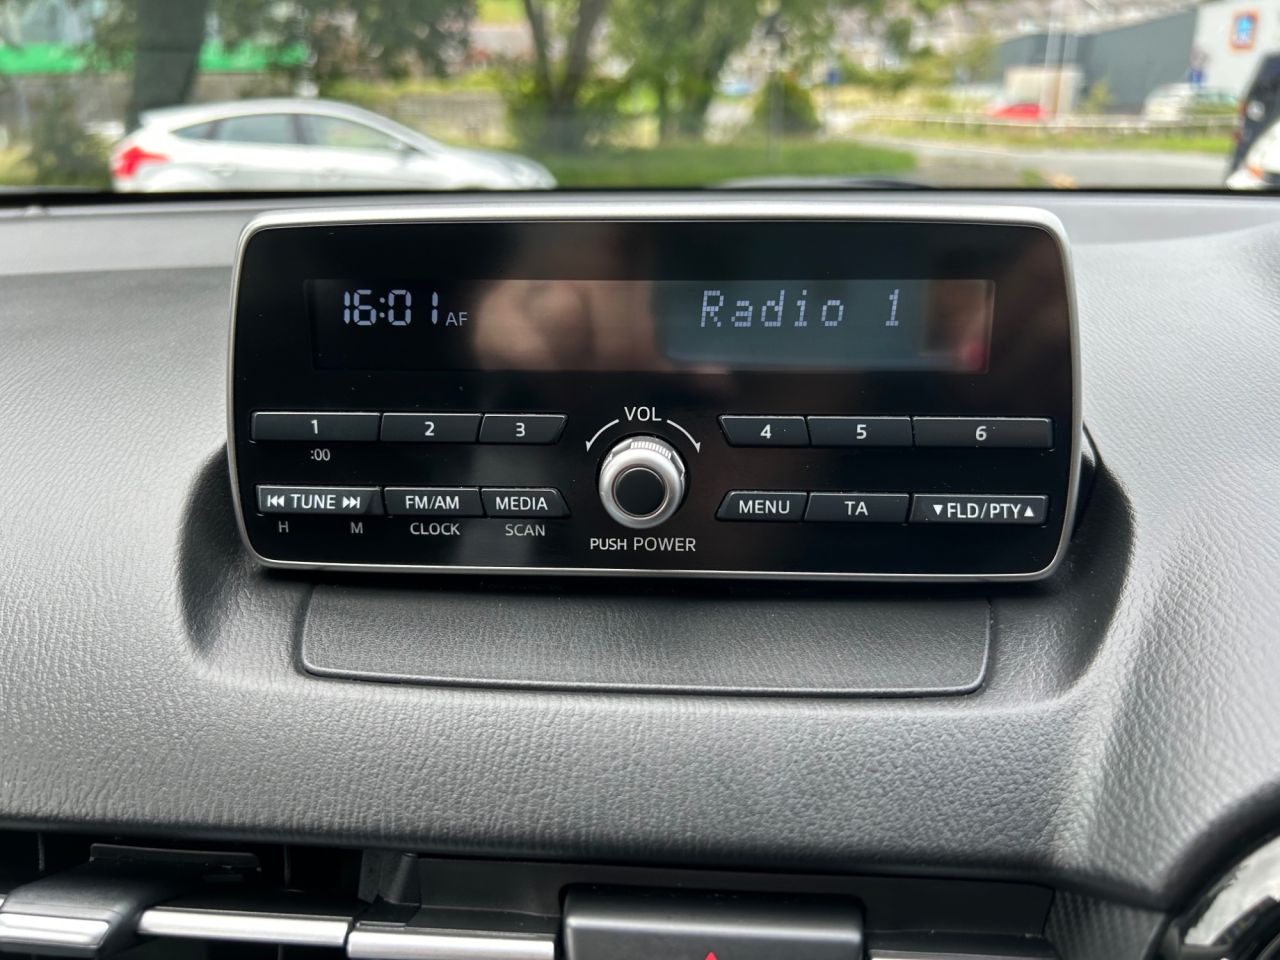 16:01 AF Radio 1
VOL
1 2 3 4 5 6
:00
⏮ TUNE ⏭ FM/AM MEDIA MENU TA ▼FLD/PTY▲
H M CLOCK SCAN
PUSH POWER